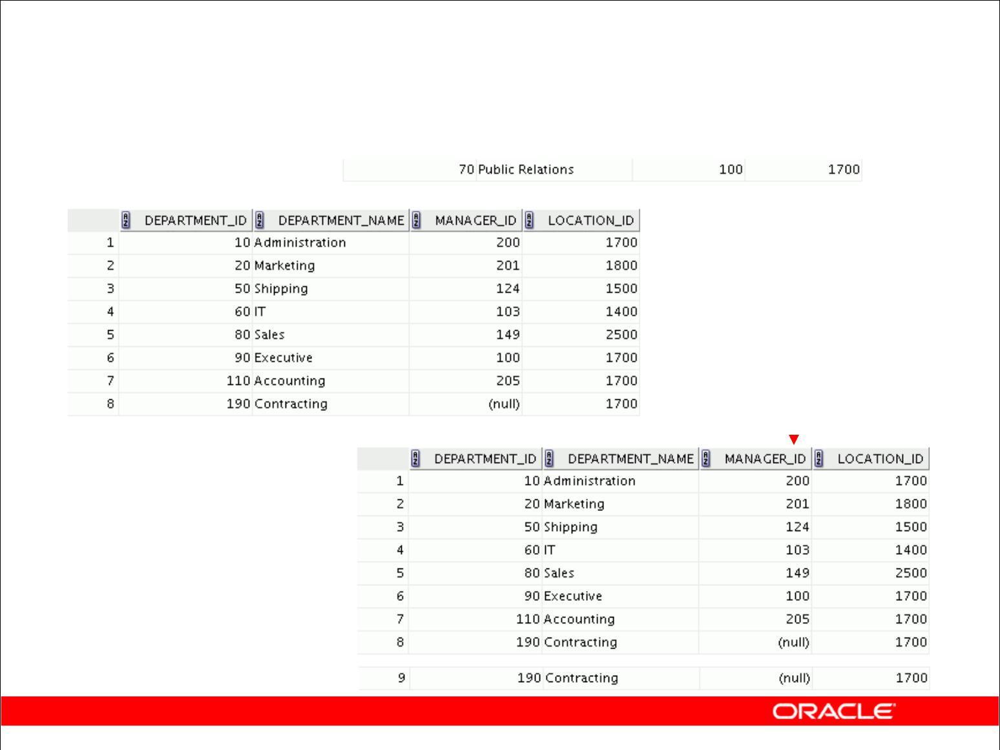 70 Public Relations 100 1700
DEPARTMENT_ID DEPARTMENT_NAME MANAGER_ID LOCATION_ID
1 10 Administration 200 1700
2 20 Marketing 201 1800
3 50 Shipping 124 1500
4 60 IT 103 1400
5 80 Sales 149 2500
6 90 Executive 100 1700
7 110 Accounting 205 1700
8 190 Contracting (null) 1700
DEPARTMENT_ID DEPARTMENT_NAME MANAGER_ID LOCATION_ID
1 10 Administration 200 1700
2 20 Marketing 201 1800
3 50 Shipping 124 1500
4 60 IT 103 1400
5 80 Sales 149 2500
6 90 Executive 100 1700
7 110 Accounting 205 1700
8 190 Contracting (null) 1700
9 190 Contracting (null) 1700
ORACLE